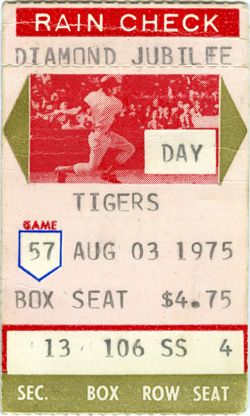 RAIN CHECK
DIAMOND JUBILEE
DAY
TIGERS
GAME
57 AUG 03 1975
BOX SEAT $4.75
13 106 SS 4
SEC. BOX ROW SEAT